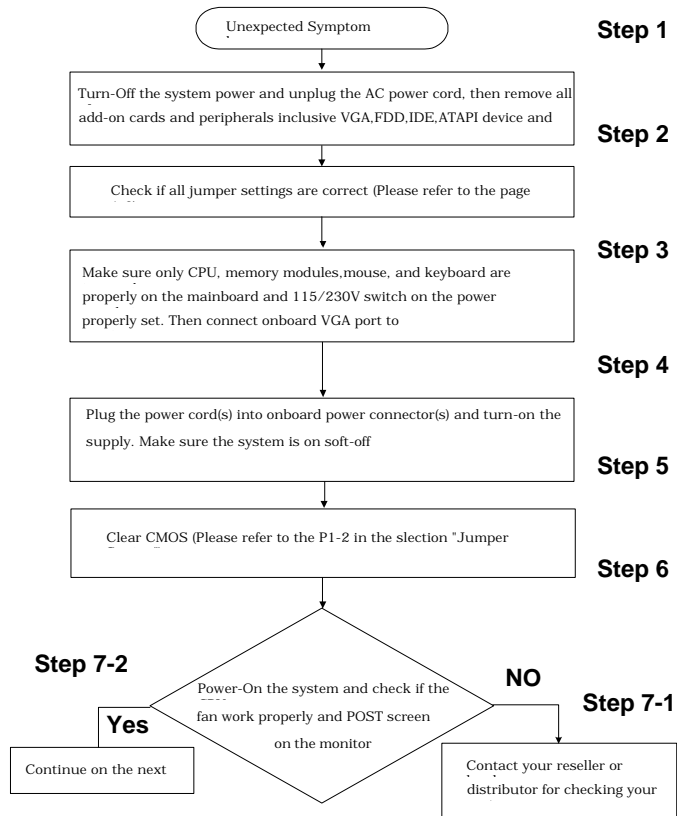 Unexpected Symptom
Step 1
Turn-Off the system power and unplug the AC power cord, then remove all
add-on cards and peripherals inclusive VGA,FDD,IDE,ATAPI device and
Step 2
Check if all jumper settings are correct (Please refer to the page
Step 3
Make sure only CPU, memory modules,mouse, and keyboard are
properly on the mainboard and 115/230V switch on the power
properly set. Then connect onboard VGA port to
Step 4
Plug the power cord(s) into onboard power connector(s) and turn-on the
supply. Make sure the system is on soft-off
Step 5
Clear CMOS (Please refer to the P1-2 in the slection "Jumper
Step 6
Power-On the system and check if the
fan work properly and POST screen
on the monitor
Step 7-2
Yes
Continue on the next
NO
Step 7-1
Contact your reseller or
distributor for checking your